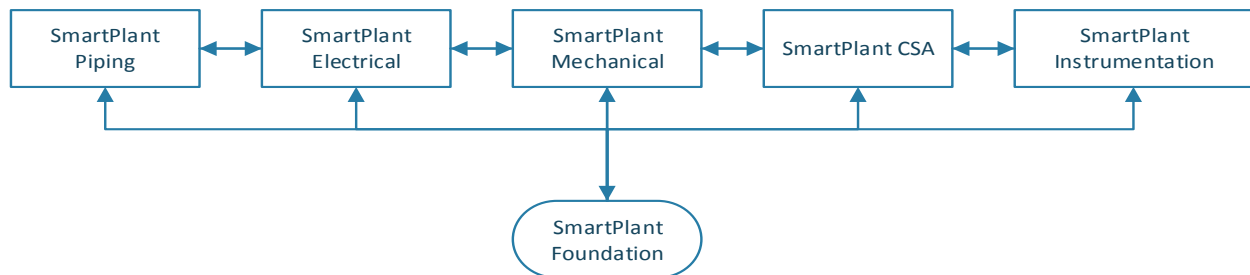 SmartPlant
Piping
SmartPlant
Electrical
SmartPlant
Mechanical
SmartPlant CSA
SmartPlant
Instrumentation
SmartPlant
Foundation